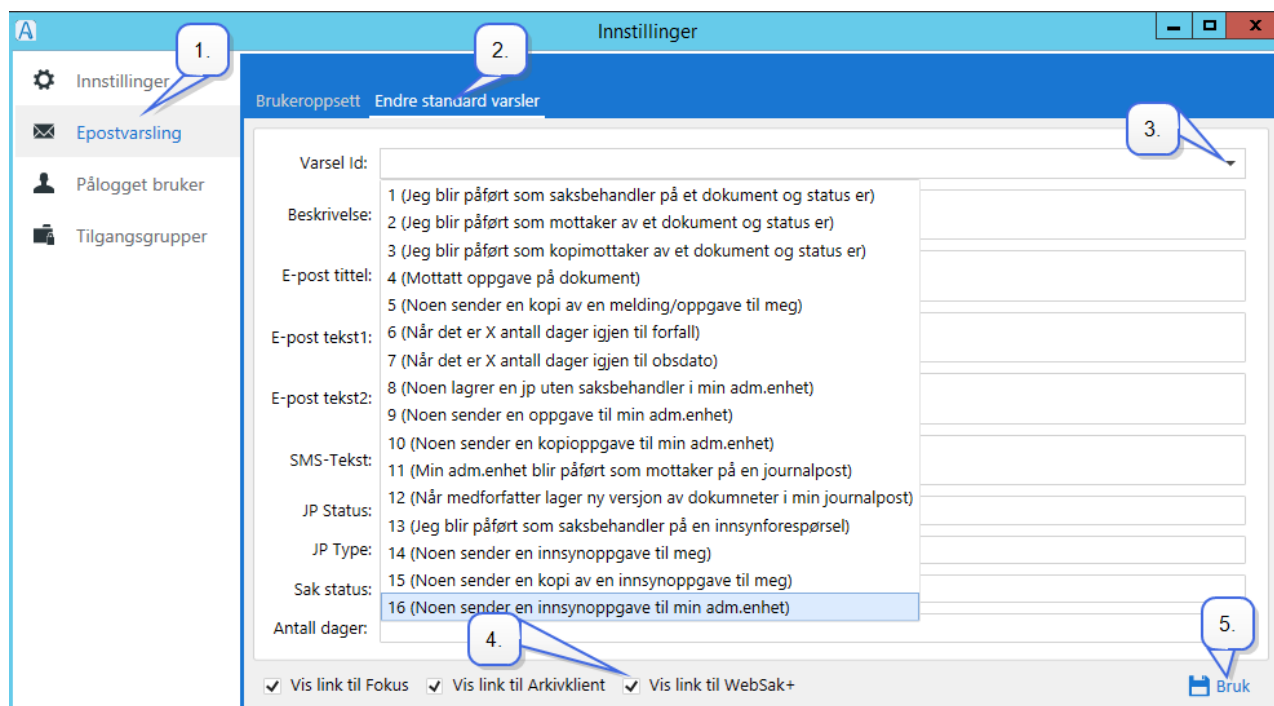 A
Innstillinger
x
1.
2.
Innstillinger
Brukeroppsett Endre standard varsler
Epostvarsling
3.
Pålogget bruker
Tilgangsgrupper
Varsel Id:
Beskrivelse:
E-post tittel:
E-post tekst1:
E-post tekst2:
SMS-Tekst:
JP Status:
JP Type:
Sak status:
Antall dager:
1 (Jeg blir påført som saksbehandler på et dokument og status er)
2 (Jeg blir påført som mottaker av et dokument og status er)
3 (Jeg blir påført som kopimottaker av et dokument og status er)
4 (Mottatt oppgave på dokument)
5 (Noen sender en kopi av en melding/oppgave til meg)
6 (Når det er X antall dager igjen til forfall)
7 (Når det er X antall dager igjen til obsdato)
8 (Noen lagrer en jp uten saksbehandler i min adm.enhet)
9 (Noen sender en oppgave til min adm.enhet)
10 (Noen sender en kopioppgave til min adm.enhet)
11 (Min adm.enhet blir påført som mottaker på en journalpost)
12 (Når medforfatter lager ny versjon av dokumneter i min journalpost)
13 (Jeg blir påført som saksbehandler på en innsynforespørsel)
14 (Noen sender en innsynoppgave til meg)
15 (Noen sender en kopi av en innsynoppgave til meg)
16 (Noen sender en innsynoppgave til min adm.enhet)
4.
5.
Vis link til Fokus Vis link til Arkivklient Vis link til WebSak+
Bruk